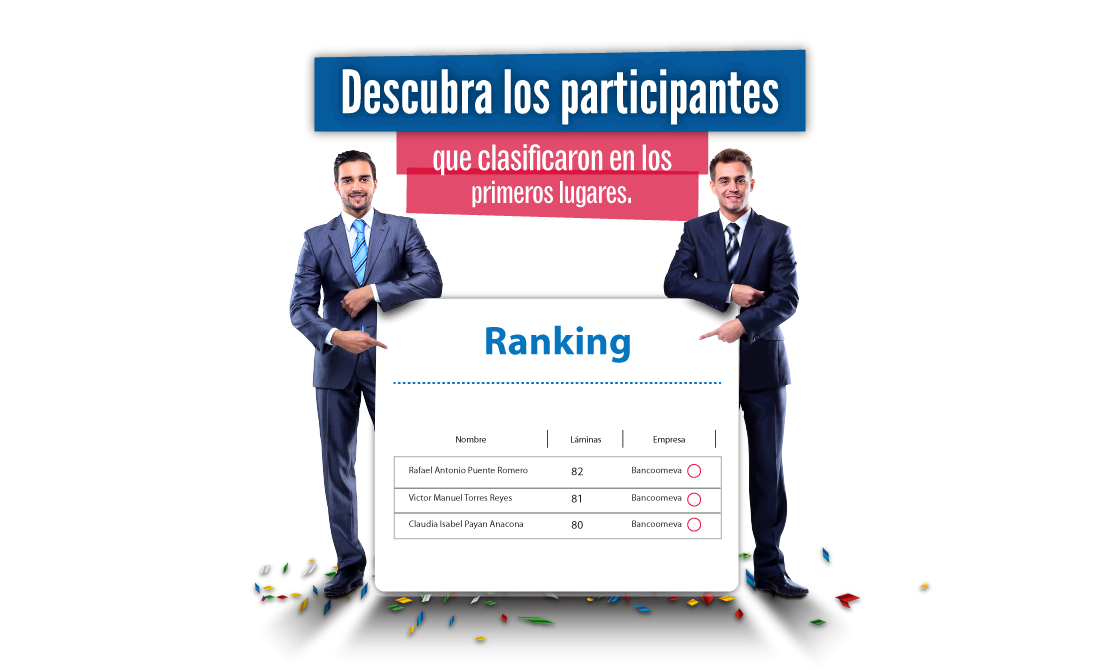 Descubra los participantes
que clasificaron en los
primeros lugares.
Ranking
Nombre Láminas Empresa
Rafael Antonio Puente Romero 82 Bancoomeva
Victor Manuel Torres Reyes 81 Bancoomeva
Claudia Isabel Payan Anacona 80 Bancoomeva